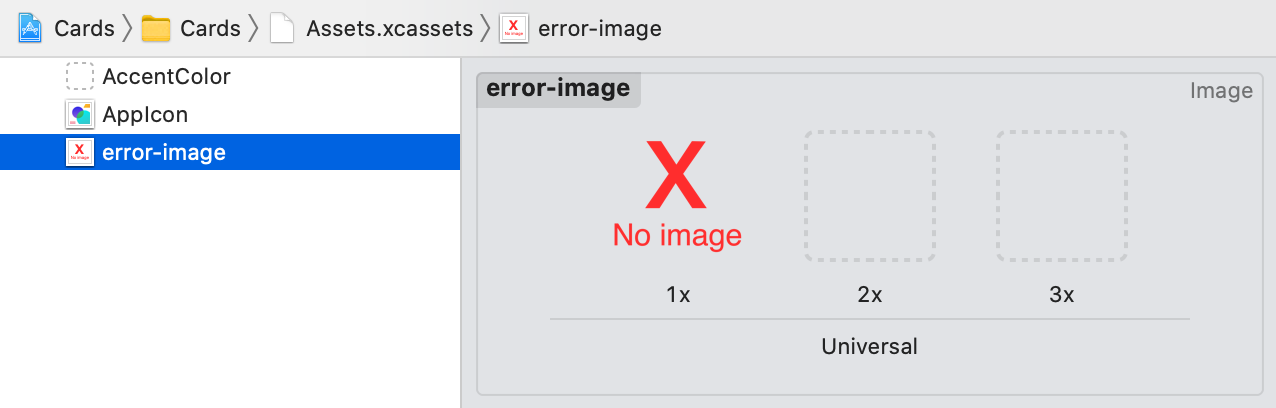 Cards Cards Assets.xcassets error-image
AccentColor
AppIcon
error-image
error-image
Image
X
No image
1x
2x
3x
Universal